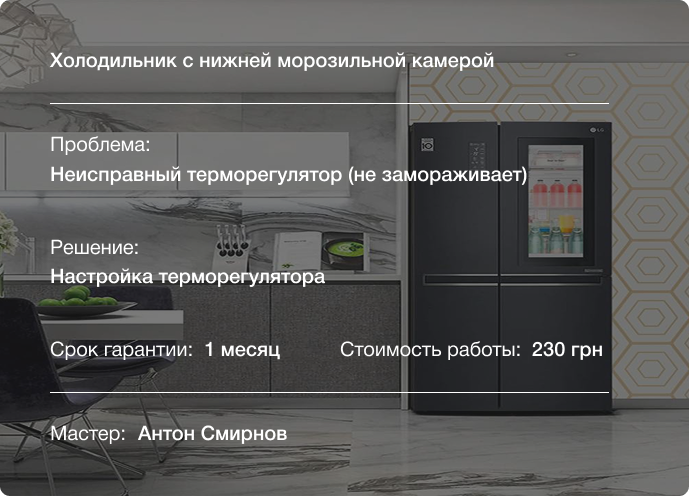 Холодильник с нижней морозильной камерой
Проблема:
Неисправный терморегулятор (не замораживает)
Решение:
Настройка терморегулятора
Срок гарантии: 1 месяц Стоимость работы: 230 грн
Мастер: Антон Смирнов
LG